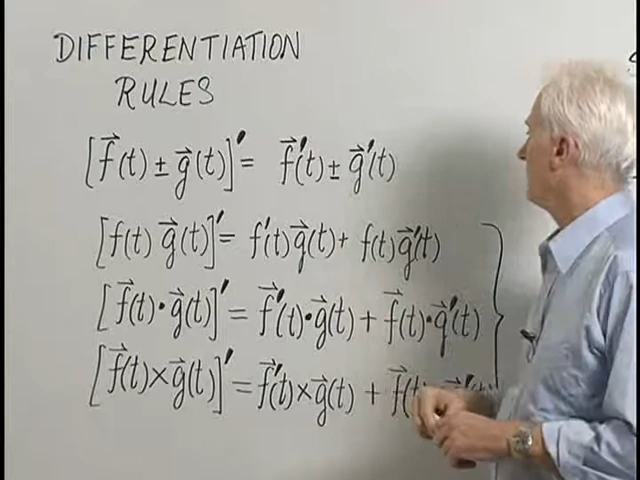 DIFFERENTIATION
RULES
[f⃗(t) ± g⃗(t)]' = f⃗'(t) ± g⃗'(t)
[f(t) g⃗(t)]' = f'(t)g⃗(t) + f(t)g⃗'(t)
[f⃗(t)·g⃗(t)]' = f⃗'(t)·g⃗(t) + f⃗(t)·g⃗'(t)
[f⃗(t)×g⃗(t)]' = f⃗'(t)×g⃗(t) + f⃗(t